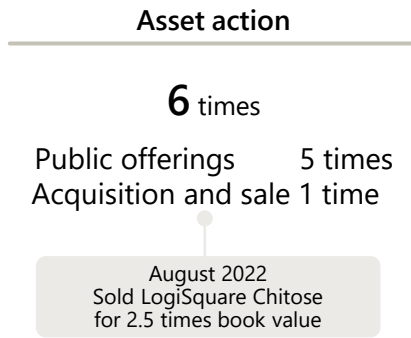 Asset action
6 times
Public offerings 5 times
Acquisition and sale 1 time
August 2022
Sold LogiSquare Chitose
for 2.5 times book value